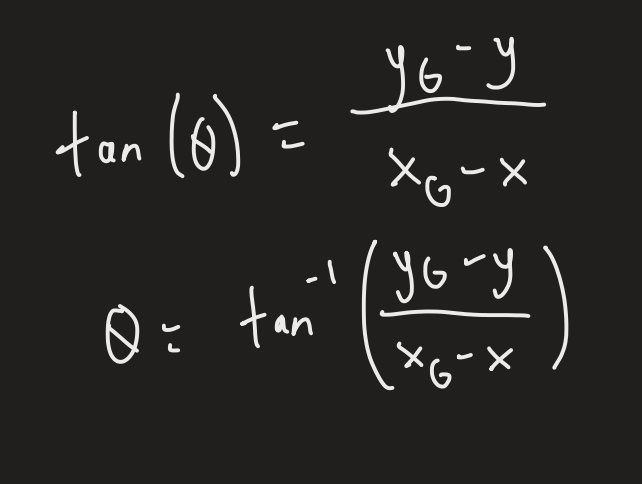 tan(θ) = (y_G - y)/(x_G - x)
θ = tan⁻¹((y_G - y)/(x_G - x))